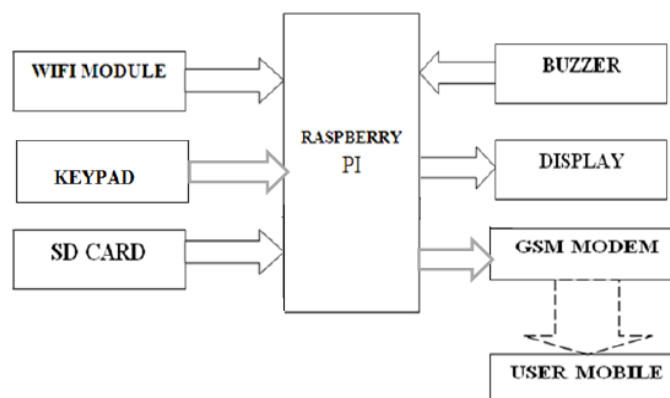 WIFI MODULE
KEYPAD
SD CARD
RASPBERRY
PI
BUZZER
DISPLAY
GSM MODEM
USER MOBILE